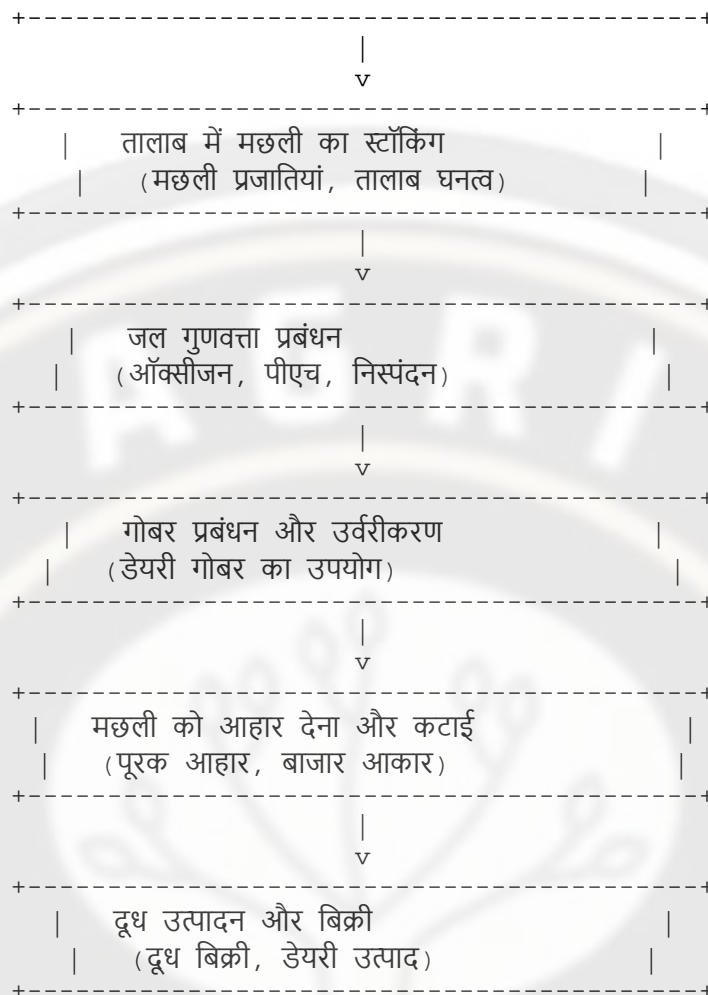 तालाब में मछली का स्टॉकिंग
(मछली प्रजातियां, तालाब घनत्व)
जल गुणवत्ता प्रबंधन
(ऑक्सीजन, पीएच, निस्पंदन)
गोबर प्रबंधन और उर्वरीकरण
(डेयरी गोबर का उपयोग)
मछली को आहार देना और कटाई
(पूरक आहार, बाजार आकार)
दूध उत्पादन और बिक्री
(दूध बिक्री, डेयरी उत्पाद)
AGRI